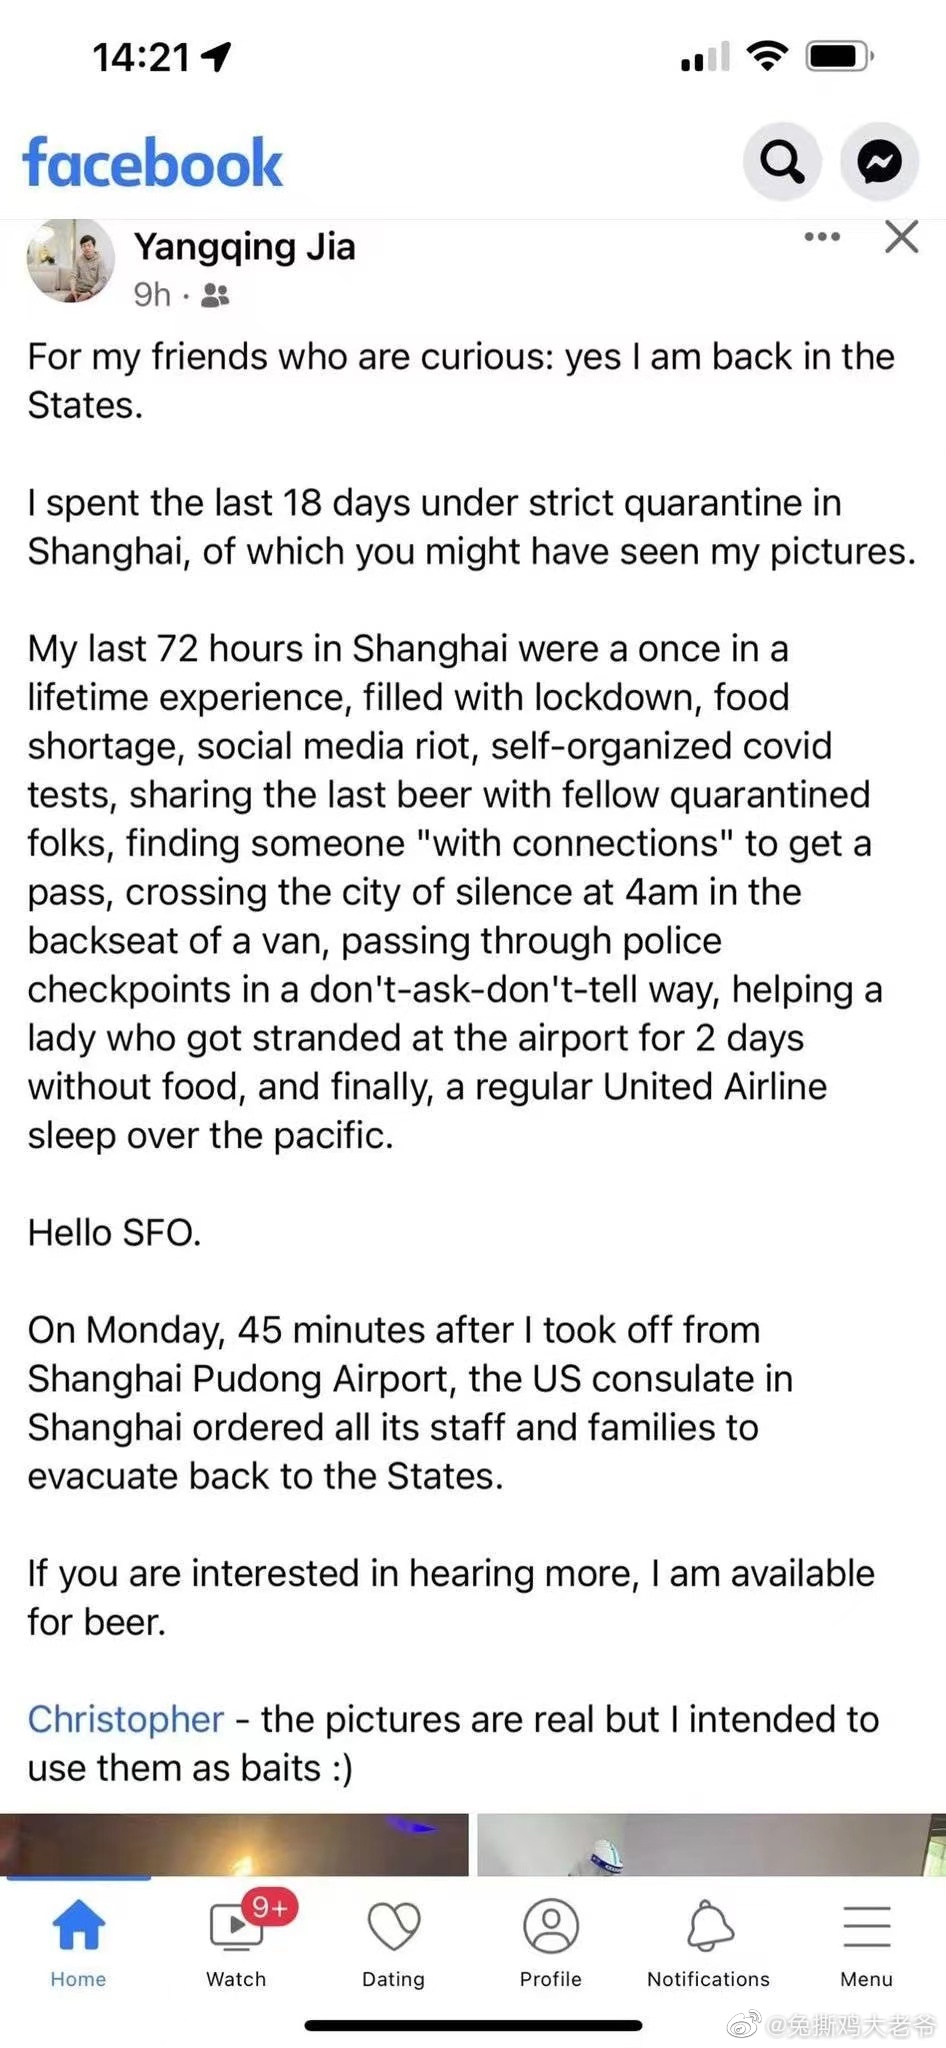 14:21
facebook
Yangqing Jia
9h ·
For my friends who are curious: yes I am back in the
States.
I spent the last 18 days under strict quarantine in
Shanghai, of which you might have seen my pictures.
My last 72 hours in Shanghai were a once in a
lifetime experience, filled with lockdown, food
shortage, social media riot, self-organized covid
tests, sharing the last beer with fellow quarantined
folks, finding someone "with connections" to get a
pass, crossing the city of silence at 4am in the
backseat of a van, passing through police
checkpoints in a don't-ask-don't-tell way, helping a
lady who got stranded at the airport for 2 days
without food, and finally, a regular United Airline
sleep over the pacific.
Hello SFO.
On Monday, 45 minutes after I took off from
Shanghai Pudong Airport, the US consulate in
Shanghai ordered all its staff and families to
evacuate back to the States.
If you are interested in hearing more, I am available
for beer.
Christopher - the pictures are real but I intended to
use them as baits :)
9+
Home Watch Dating Profile Notifications Menu
@兔撕鸡大老爷